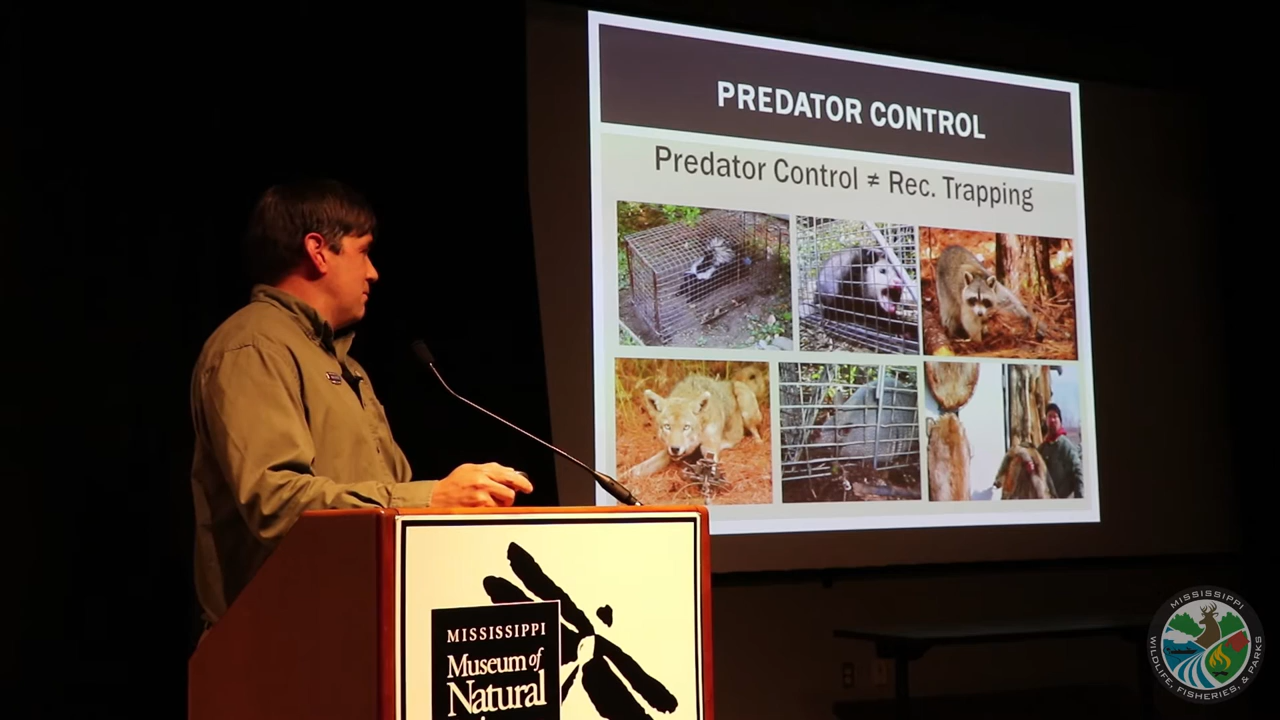 PREDATOR CONTROL
Predator Control ≠ Rec. Trapping
MISSISSIPPI
Museum of
Natural
MISSISSIPPI
WILDLIFE, FISHERIES, & PARKS